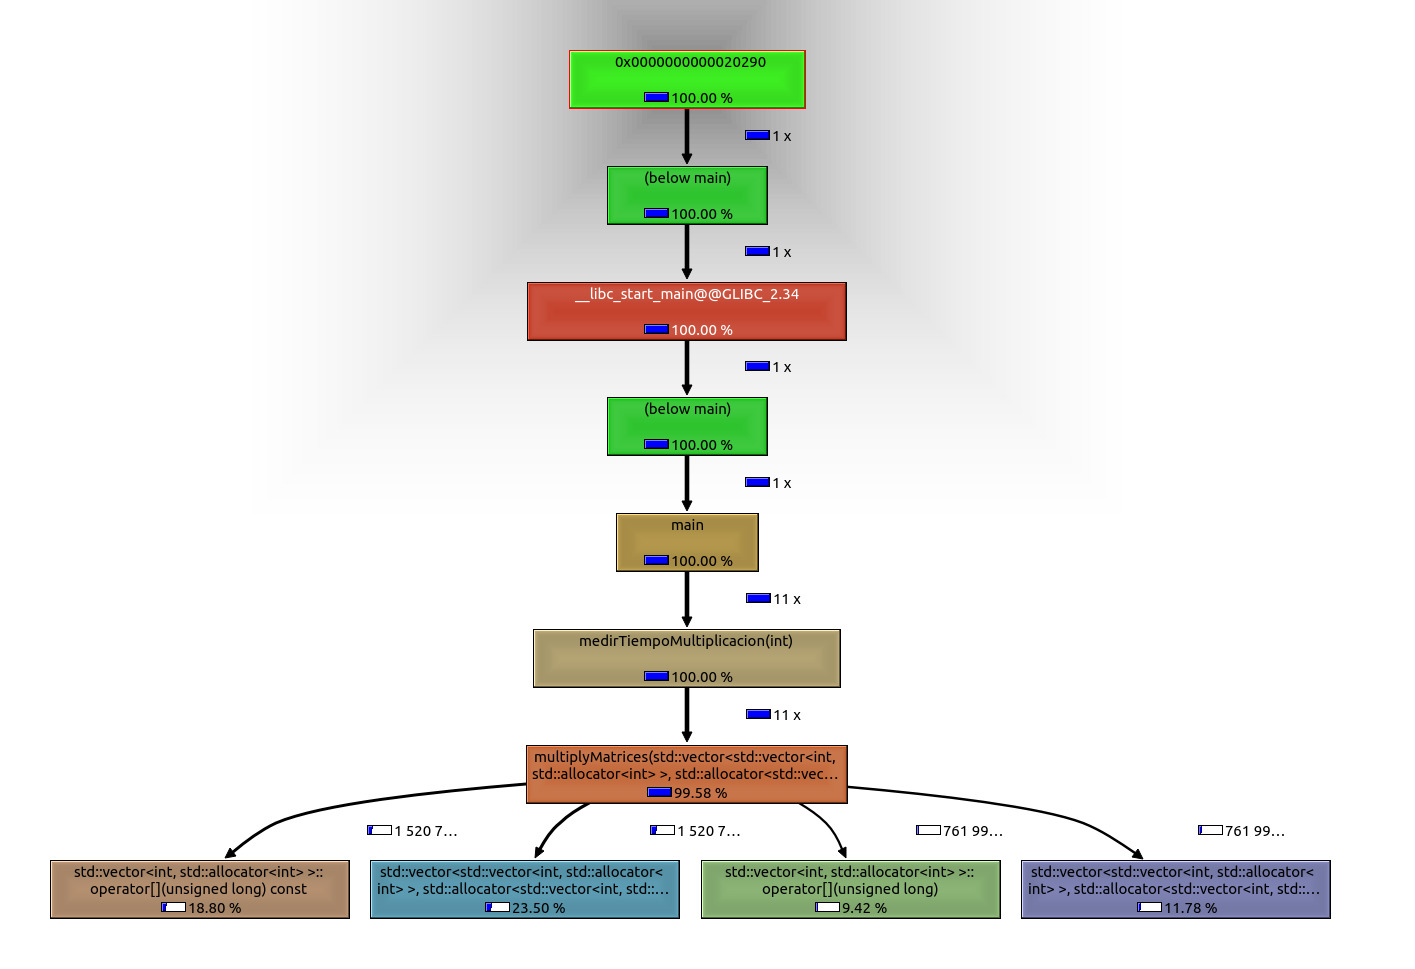 0x0000000000020290
100.00 %
1 x
(below main)
100.00 %
1 x
__libc_start_main@@GLIBC_2.34
100.00 %
1 x
(below main)
100.00 %
1 x
main
100.00 %
11 x
medirTiempoMultiplicacion(int)
100.00 %
11 x
multiplyMatrices(std::vector<std::vector<int,
std::allocator<int> >, std::allocator<std::vec...
99.58 %
1 520 7...
1 520 7...
761 99...
761 99...
std::vector<int, std::allocator<int> >::
operator[](unsigned long) const
18.80 %
std::vector<std::vector<int, std::allocator<
int> >, std::allocator<std::vector<int, std::...
23.50 %
std::vector<int, std::allocator<int> >::
operator[](unsigned long)
9.42 %
std::vector<std::vector<int, std::allocator<
int> >, std::allocator<std::vector<int, std::...
11.78 %